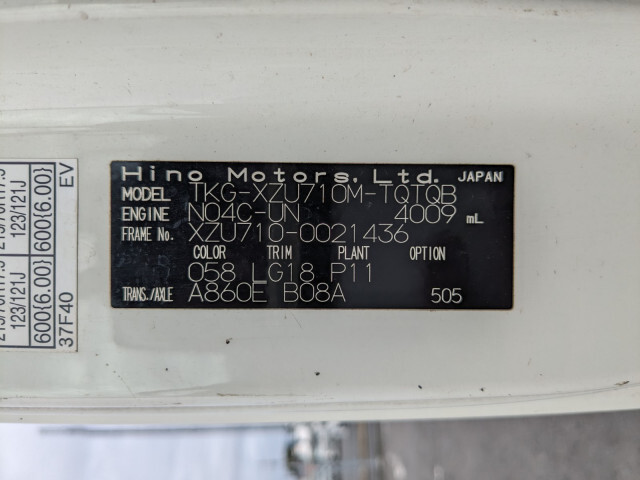 Hino Motors, Ltd. JAPAN
MODEL TKG-XZU710M-TQTQB
ENGINE N04C-UN 4009 mL
FRAME No. XZU710-0021436
COLOR TRIM PLANT OPTION
058 LG18 P11
TRANS./AXLE A860E B08A 505
123/121J
600{6.00}
EV
123/121J
600{6.00}
37F40